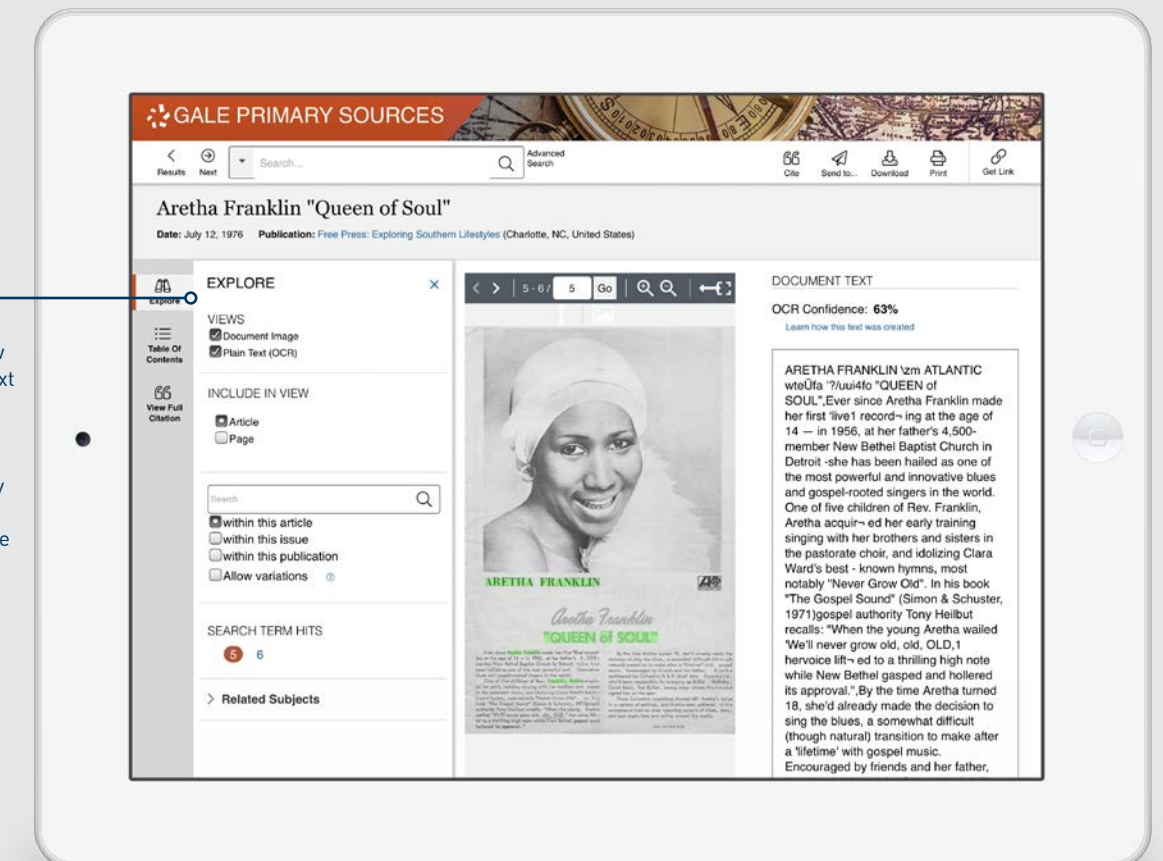 GALE PRIMARY SOURCES
Results
Next
Search...
Advanced
Search
Cite
Send to...
Download
Print
Get Link
Aretha Franklin "Queen of Soul"
Date: July 12, 1976 Publication: Free Press: Exploring Southern Lifestyles (Charlotte, NC, United States)
Explore
Table Of
Contents
View Full
Citation
xt
EXPLORE
VIEWS
Document Image
Plain Text (OCR)
INCLUDE IN VIEW
Article
Page
Search
within this article
within this issue
within this publication
Allow variations
SEARCH TERM HITS
5 6
Related Subjects
5 - 6 / 5 Go
ARETHA FRANKLIN
Aretha Franklin
"QUEEN of SOUL"
DOCUMENT TEXT
OCR Confidence: 63%
Learn how this text was created
ARETHA FRANKLIN \zm ATLANTIC
wteÜfa '?/uui4fo "QUEEN of
SOUL",Ever since Aretha Franklin made
her first 'live1 record¬ ing at the age of
14 — in 1956, at her father's 4,500-
member New Bethel Baptist Church in
Detroit -she has been hailed as one of
the most powerful and innovative blues
and gospel-rooted singers in the world.
One of five children of Rev. Franklin,
Aretha acquir¬ ed her early training
singing with her brothers and sisters in
the pastorate choir, and idolizing Clara
Ward's best - known hymns, most
notably "Never Grow Old". In his book
"The Gospel Sound" (Simon & Schuster,
1971)gospel authority Tony Heilbut
recalls: "When the young Aretha wailed
'We'll never grow old, old, OLD,1
hervoice lift¬ ed to a thrilling high note
while New Bethel gasped and hollered
its approval.",By the time Aretha turned
18, she'd already made the decision to
sing the blues, a somewhat difficult
(though natural) transition to make after
a 'lifetime' with gospel music.
Encouraged by friends and her father,